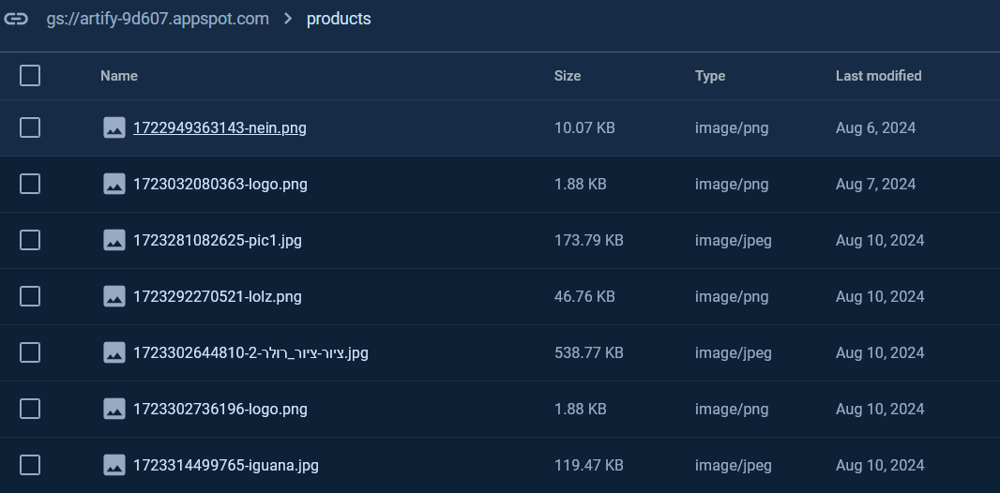 gs://artify-9d607.appspot.com > products
Name Size Type Last modified
1722949363143-nein.png 10.07 KB image/png Aug 6, 2024
1723032080363-logo.png 1.88 KB image/png Aug 7, 2024
1723281082625-pic1.jpg 173.79 KB image/jpeg Aug 10, 2024
1723292270521-lolz.png 46.76 KB image/png Aug 10, 2024
1723302644810-2-ציור-ציור_רולר.jpg 538.77 KB image/jpeg Aug 10, 2024
1723302736196-logo.png 1.88 KB image/png Aug 10, 2024
1723314499765-iguana.jpg 119.47 KB image/jpeg Aug 10, 2024